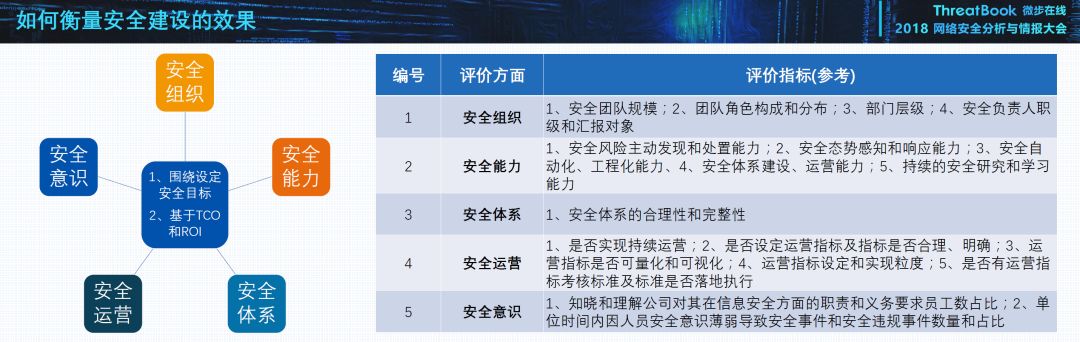 如何衡量安全建设的效果
ThreatBook 微步在线
2018 网络安全分析与情报大会
安全
组织
安全
意识
安全
能力
1、围绕设定
安全目标
2、基于TCO
和ROI
安全
运营
安全
体系
编号 评价方面 评价指标(参考)
1 安全组织 1、安全团队规模；2、团队角色构成和分布；3、部门层级；4、安全负责人职
级和汇报对象
2 安全能力 1、安全风险主动发现和处置能力；2、安全态势感知和响应能力；3、安全自
动化、工程化能力、4、安全体系建设、运营能力；5、持续的安全研究和学习
能力
3 安全体系 1、安全体系的合理性和完整性
4 安全运营 1、是否实现持续运营；2、是否设定运营指标及指标是否合理、明确；3、运
营指标是否可量化和可视化；4、运营指标设定和实现粒度；5、是否有运营指
标考核标准及标准是否落地执行
5 安全意识 1、知晓和理解公司对其在信息安全方面的职责和义务要求员工数占比；2、单
位时间内因人员安全意识薄弱导致安全事件和安全违规事件数量和占比